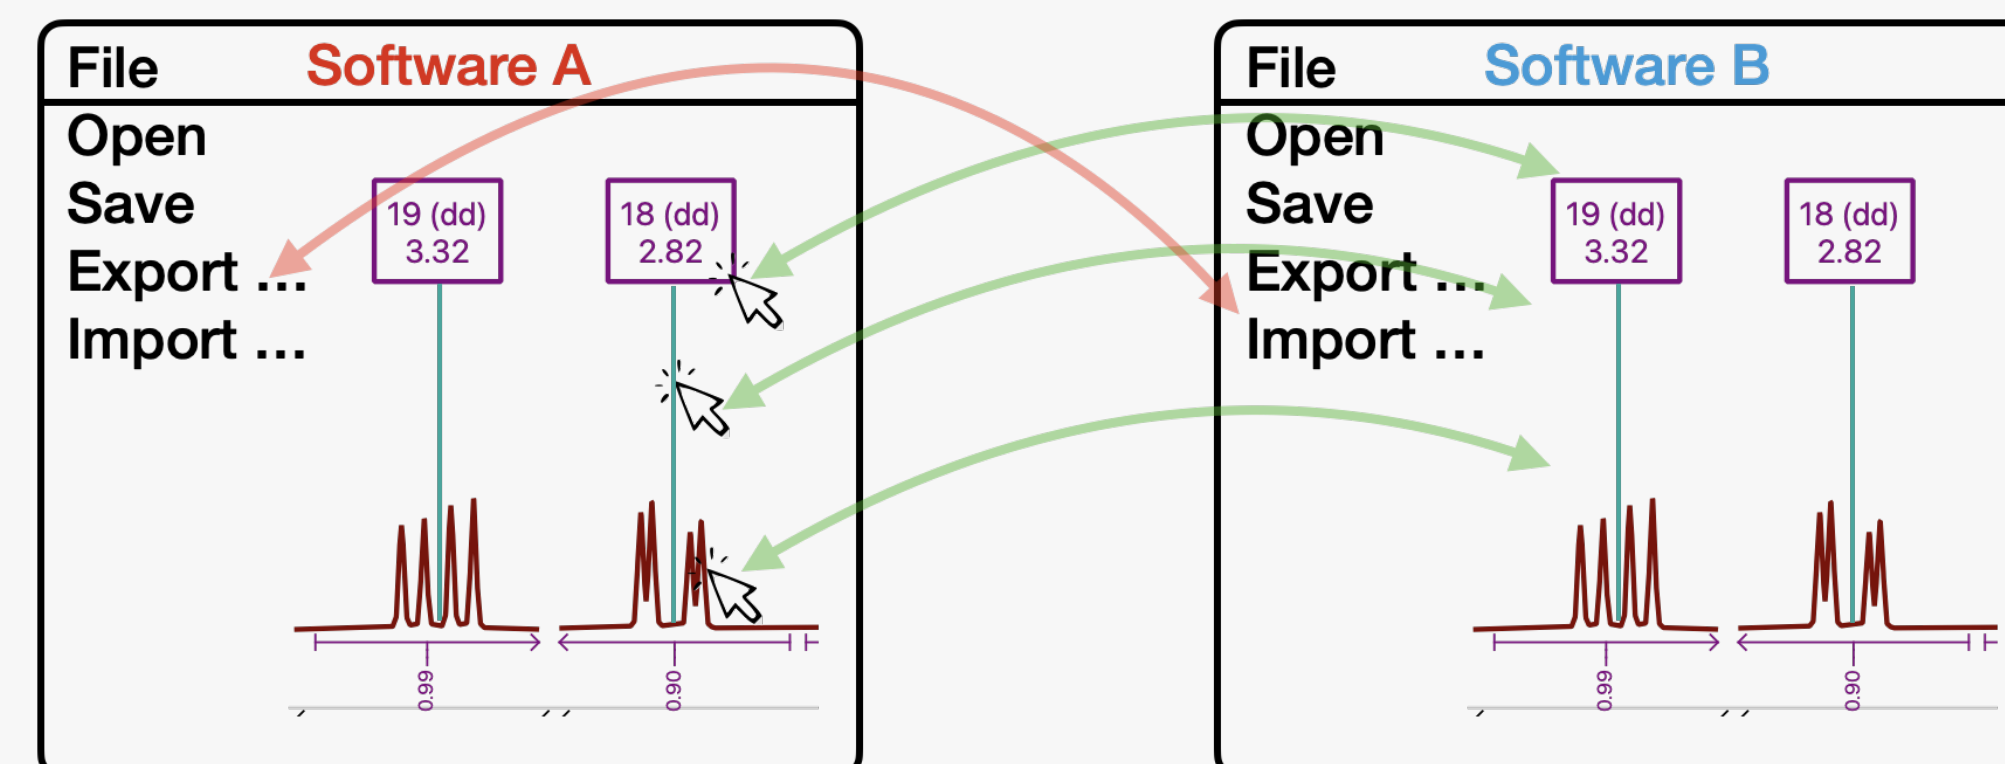 File Software A
Open
Save
Export ...
Import ...
19 (dd)
3.32
18 (dd)
2.82
0.99
0.90
File Software B
Open
Save
Export ...
Import ...
19 (dd)
3.32
18 (dd)
2.82
0.99
0.90